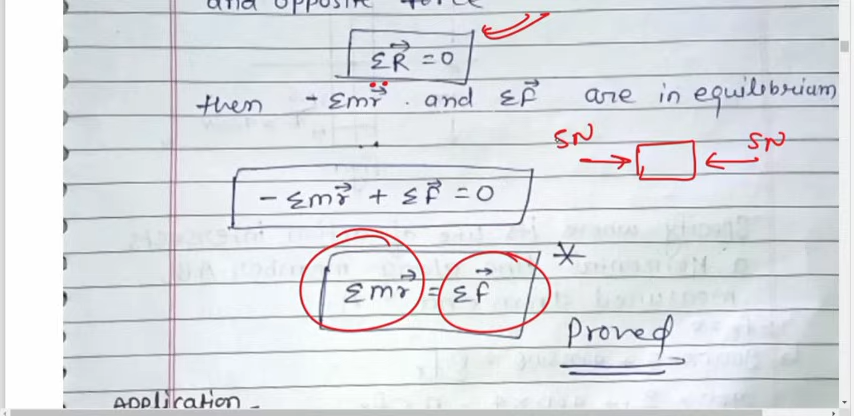 and opposite force
ΣR⃗ = 0
then - Σmr̈⃗ . and ΣF⃗ are in equilibrium
5N 5N
- Σmr⃗ + ΣF⃗ = 0
Σmr⃗ = ΣF⃗ *
Proved
Application -